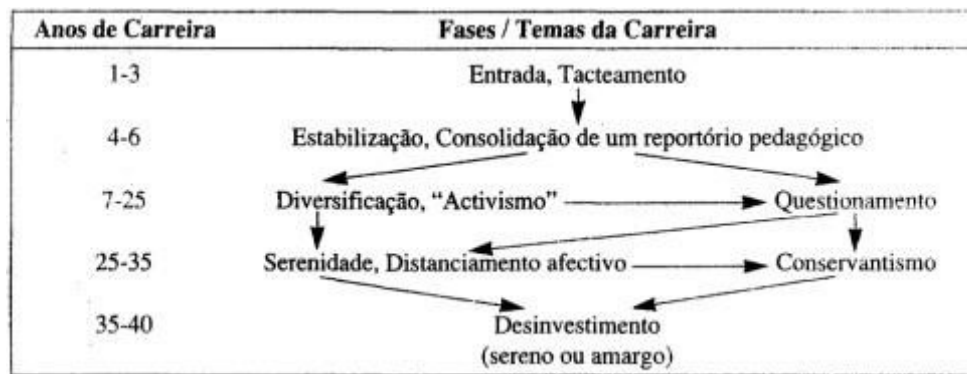 Anos de Carreira Fases / Temas da Carreira
1-3 Entrada, Tacteamento
4-6 Estabilização, Consolidação de um reportório pedagógico
7-25 Diversificação, “Activismo” Questionamento
25-35 Serenidade, Distanciamento afectivo Conservantismo
35-40 Desinvestimento
(sereno ou amargo)